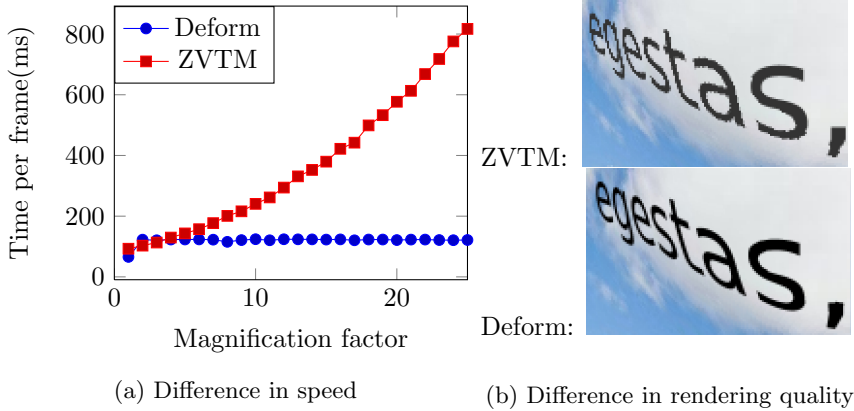 800
600
400
200
0
0
10
20
Time per frame(ms)
Magnification factor
Deform
ZVTM
(a) Difference in speed
ZVTM:
egestas,
Deform:
egestas,
(b) Difference in rendering quality